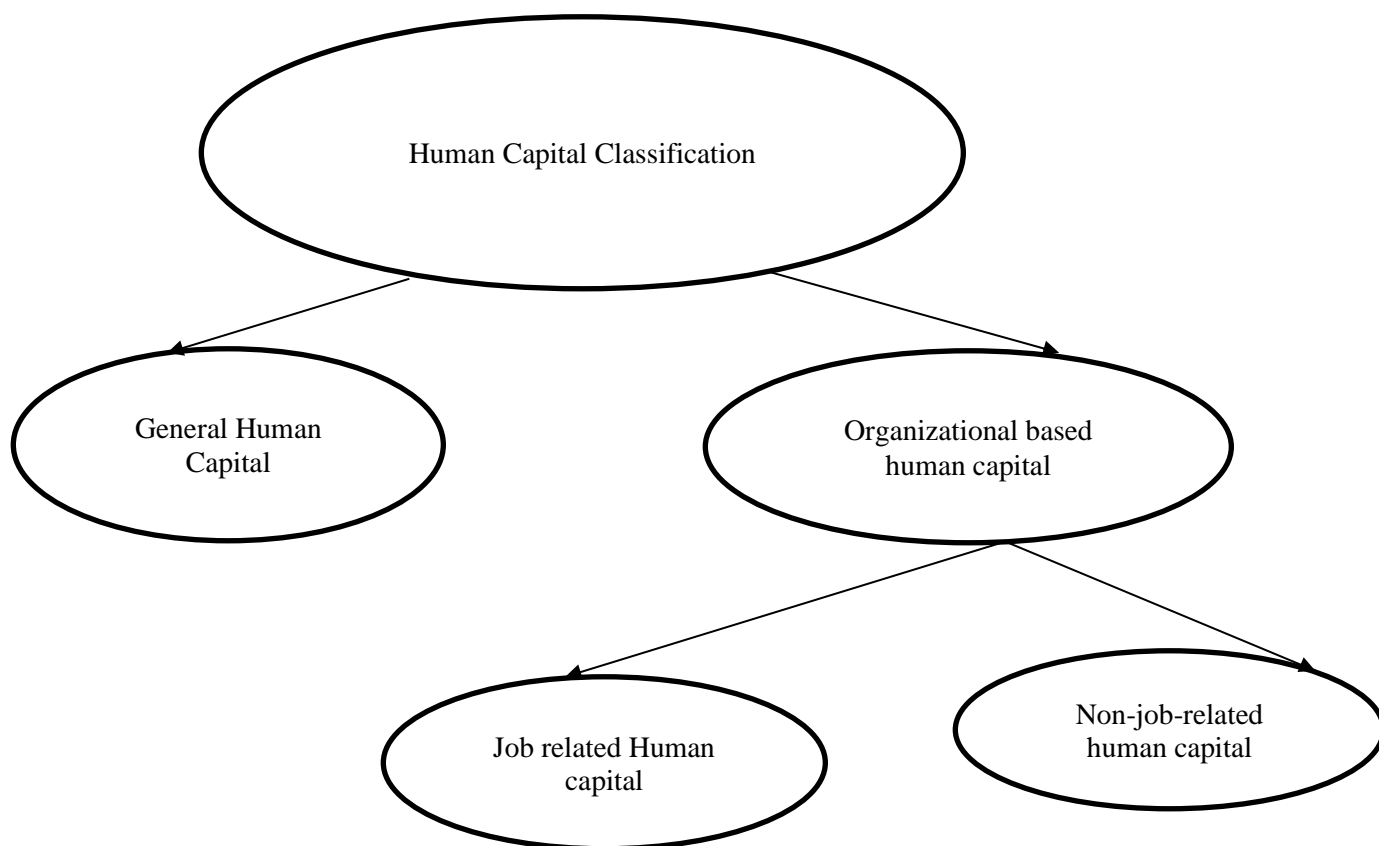 Human Capital Classification
General Human
Capital
Organizational based
human capital
Job related Human
capital
Non-job-related
human capital